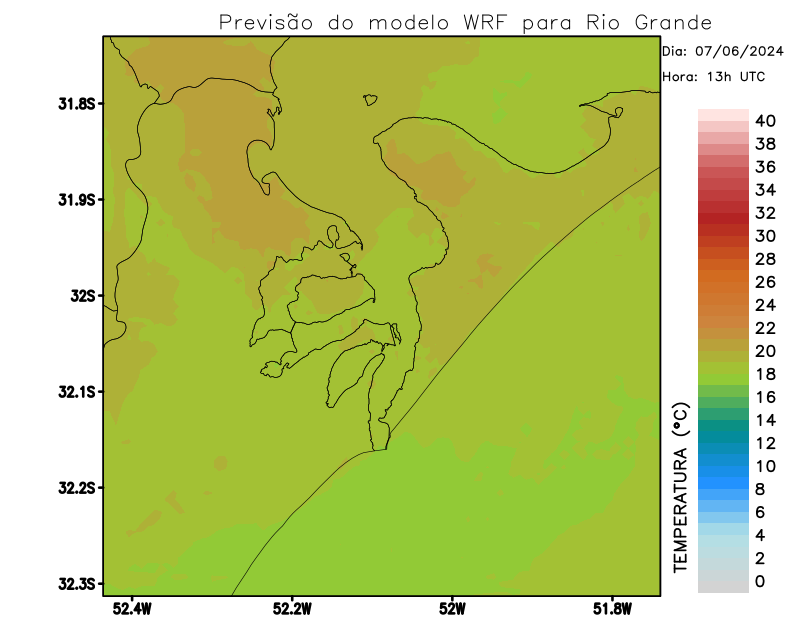 Previsão do modelo WRF para Rio Grande
Dia: 07/06/2024
Hora: 13h UTC
31.8S
31.9S
32S
32.1S
32.2S
32.3S
52.4W
52.2W
52W
51.8W
TEMPERATURA (°C)
40
38
36
34
32
30
28
26
24
22
20
18
16
14
12
10
8
6
4
2
0